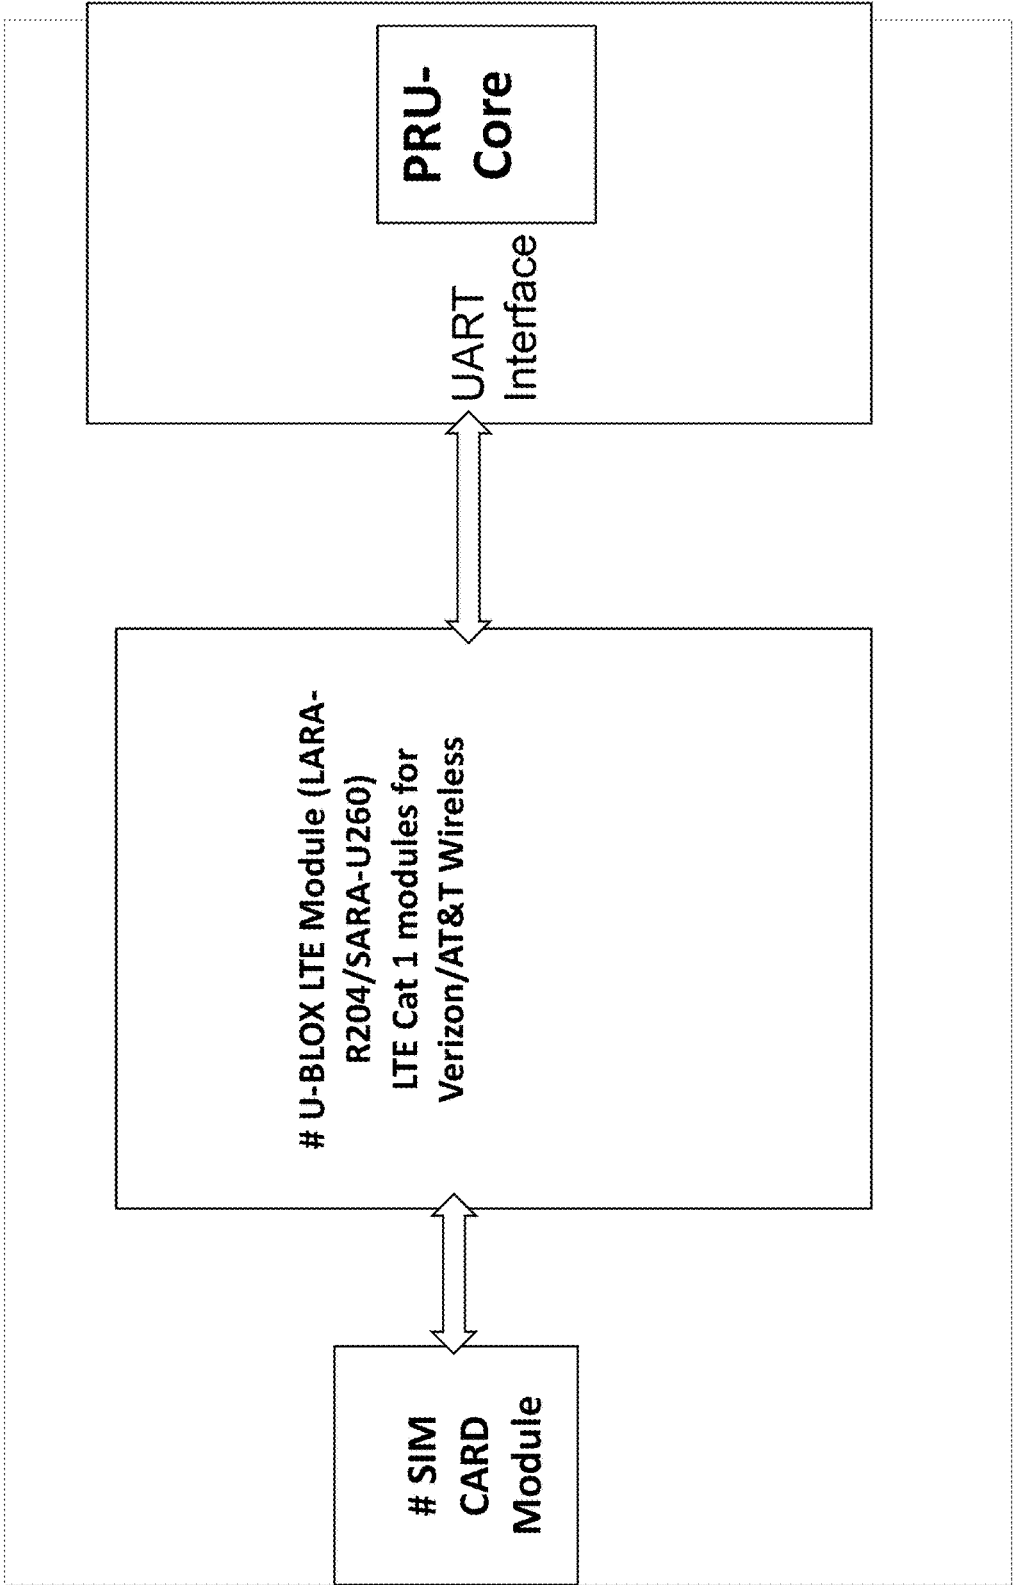 # SIM
CARD
Module
# U-BLOX LTE Module (LARA-
R204/SARA-U260)
LTE Cat 1 modules for
Verizon/AT&T Wireless
UART
Interface
PRU-
Core